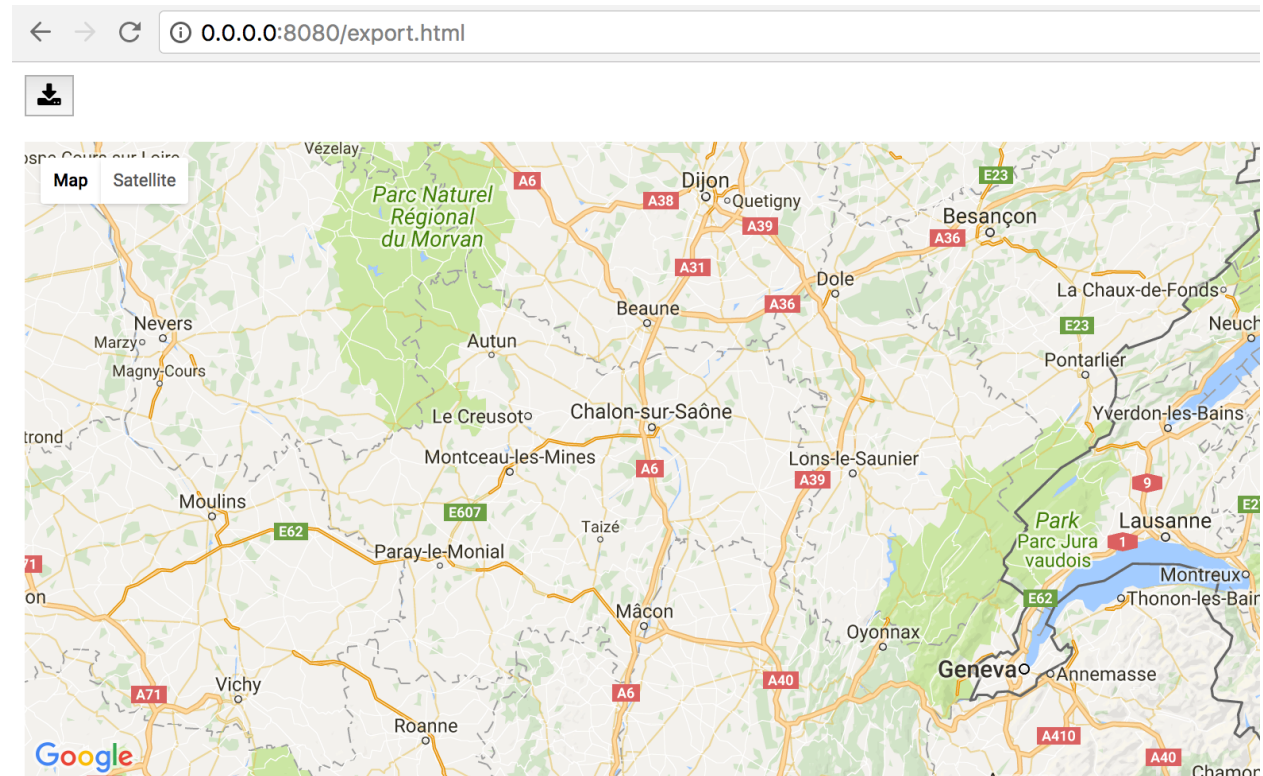 0.0.0.0:8080/export.html
Vézelay
Map Satellite
Parc Naturel
Régional
du Morvan
A6
A38
Dijon
Quetigny
A39
E23
Besançon
A36
A31
Dole
A36
Beaune
La Chaux-de-Fonds
E23
Nevers
Marzy
Autun
Pontarlier
Magny-Cours
Le Creusot
Chalon-sur-Saône
Yverdon-les-Bains
Montceau-les-Mines
A6
Lons-le-Saunier
A39
9
Moulins
E607
E62
Taizé
Park
Parc Jura
vaudois
Lausanne
1
Paray-le-Monial
Montreux
E62
Thonon-les-Bain
Mâcon
Oyonnax
Geneva
Annemasse
A71
Vichy
A6
A40
Roanne
A410
A40
Google